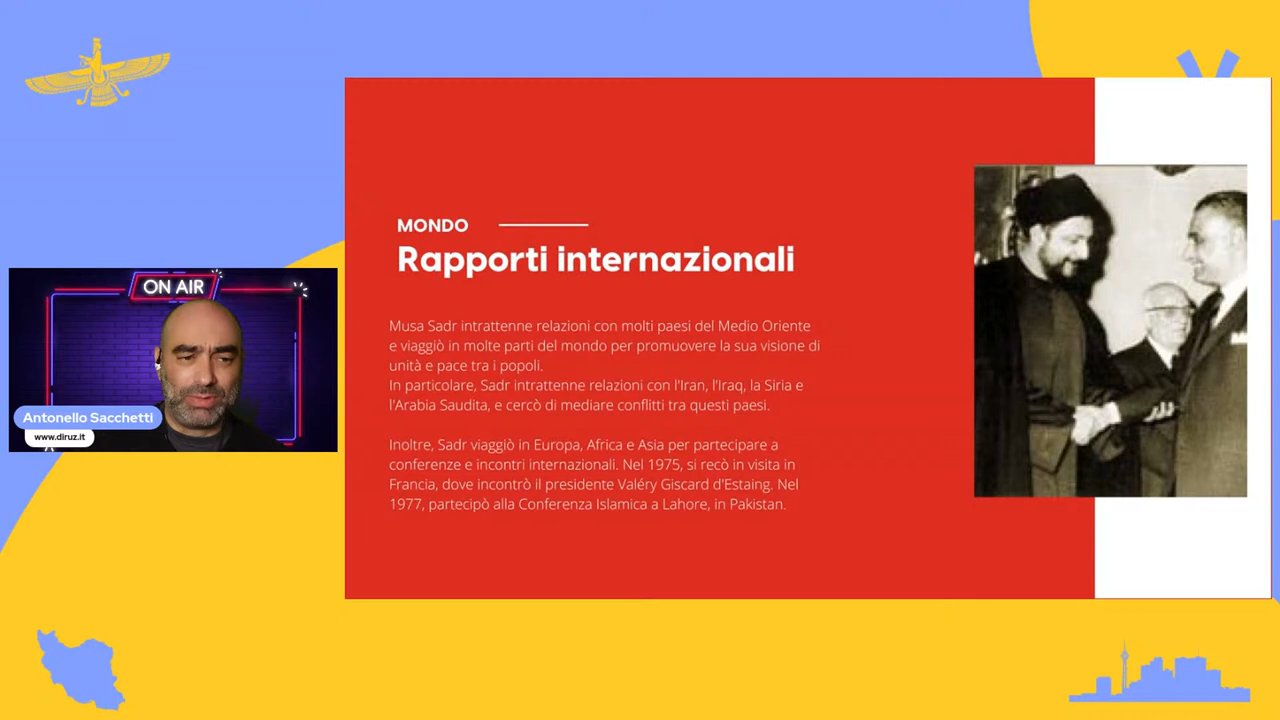 ON AIR
Antonello Sacchetti
www.diruz.it
MONDO
Rapporti internazionali
Musa Sadr intrattenne relazioni con molti paesi del Medio Oriente
e viaggiò in molte parti del mondo per promuovere la sua visione di
unità e pace tra i popoli.
In particolare, Sadr intrattenne relazioni con l'Iran, l'Iraq, la Siria e
l'Arabia Saudita, e cercò di mediare conflitti tra questi paesi.
Inoltre, Sadr viaggiò in Europa, Africa e Asia per partecipare a
conferenze e incontri internazionali. Nel 1975, si recò in visita in
Francia, dove incontrò il presidente Valéry Giscard d'Estaing. Nel
1977, partecipò alla Conferenza Islamica a Lahore, in Pakistan.